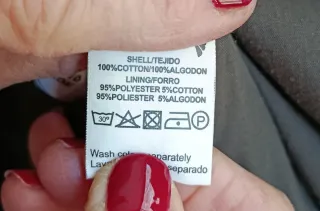 SHELL/TEJIDO
100%COTTON/100%ALGODON
LINING/FORRO
95%POLYESTER 5%COTTON
95%POLIESTER 5%ALGODON
30° P
Wash separately
parado